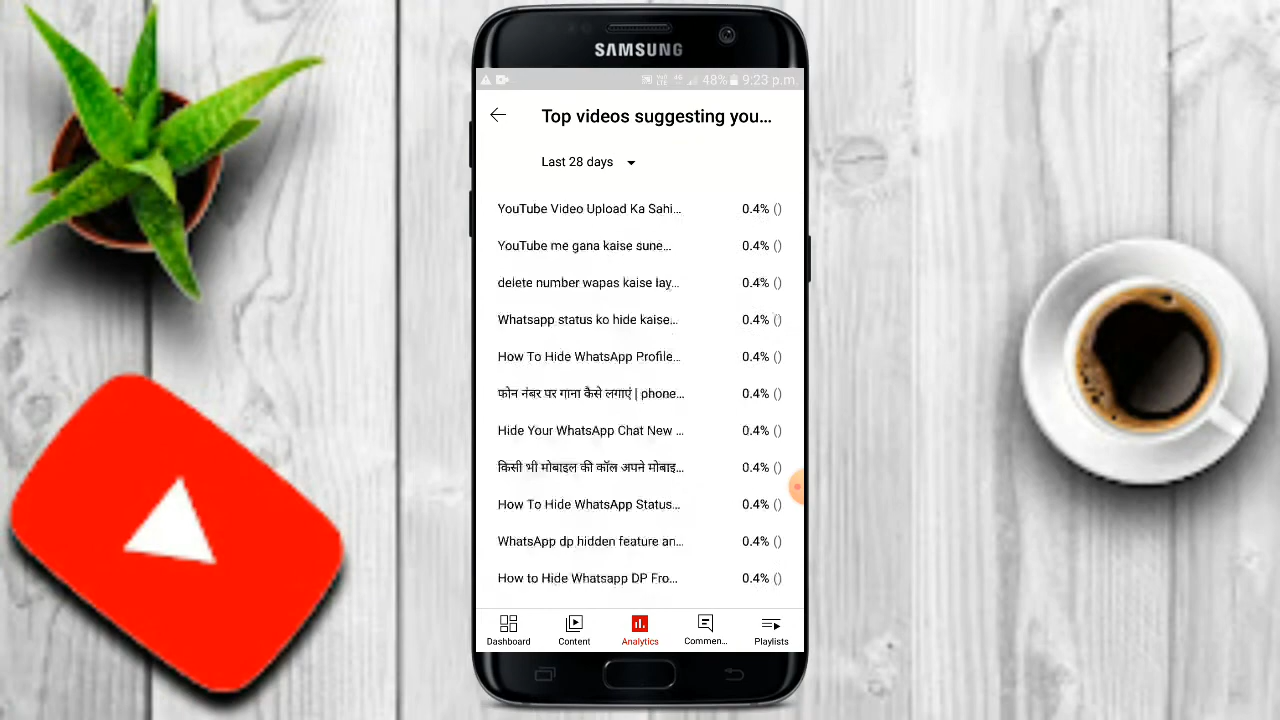 SAMSUNG
48% 9:23 p.m.
Top videos suggesting you...
Last 28 days
YouTube Video Upload Ka Sahi... 0.4% ()
YouTube me gana kaise sune... 0.4% ()
delete number wapas kaise lay... 0.4% ()
Whatsapp status ko hide kaise... 0.4% ()
How To Hide WhatsApp Profile... 0.4% ()
फोन नंबर पर गाना कैसे लगाएं | phone... 0.4% ()
Hide Your WhatsApp Chat New ... 0.4% ()
किसी भी मोबाइल की कॉल अपने मोबाइ... 0.4% ()
How To Hide WhatsApp Status... 0.4% ()
WhatsApp dp hidden feature an... 0.4% ()
How to Hide Whatsapp DP Fro... 0.4% ()
Dashboard Content Analytics Commen... Playlists